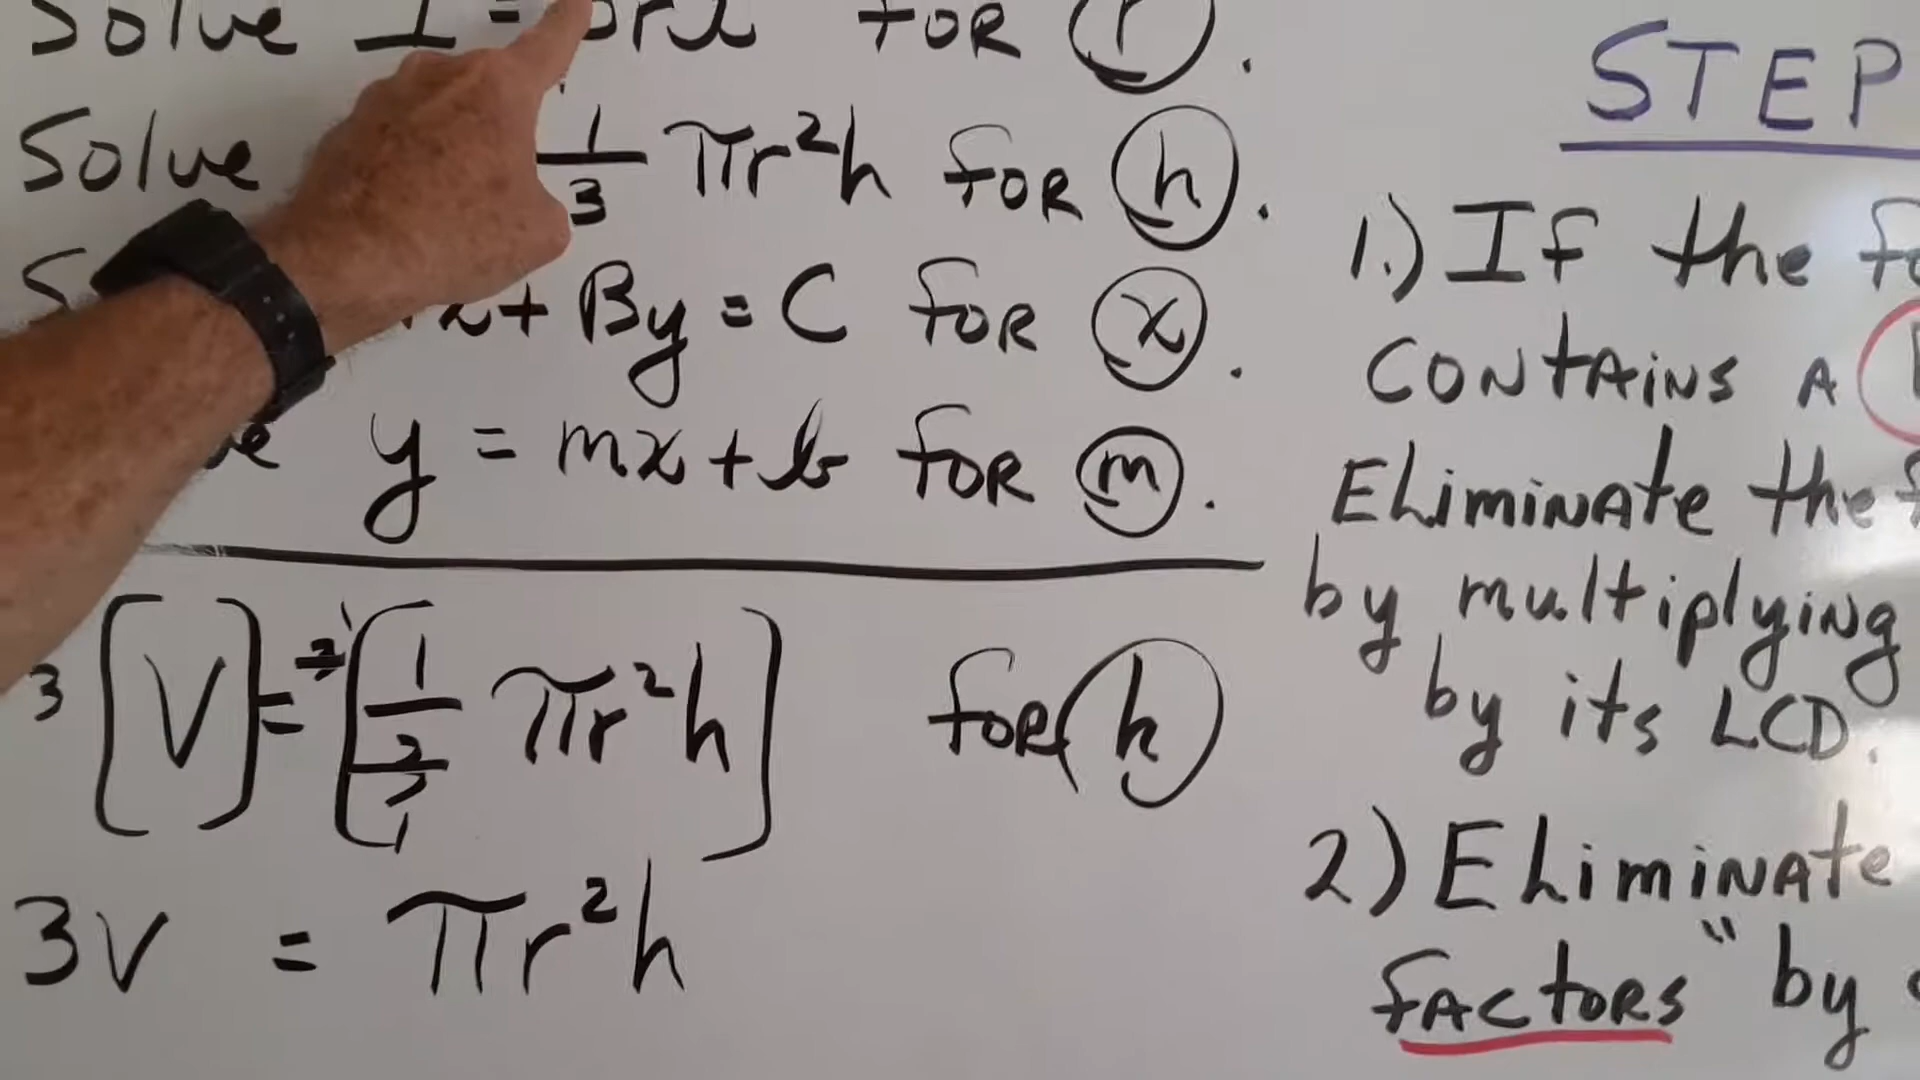 Solve I = prt for r.
Solve 1/3 πr²h for h.
x + By = C for x.
y = mx + b for m.
3 [V] = 3 [1/3 πr²h] for h
3V = πr²h
STEP
1.) If the
CONTAINS A
Eliminate the
by multiplying
by its LCD.
2) Eliminate
FACTORS" by